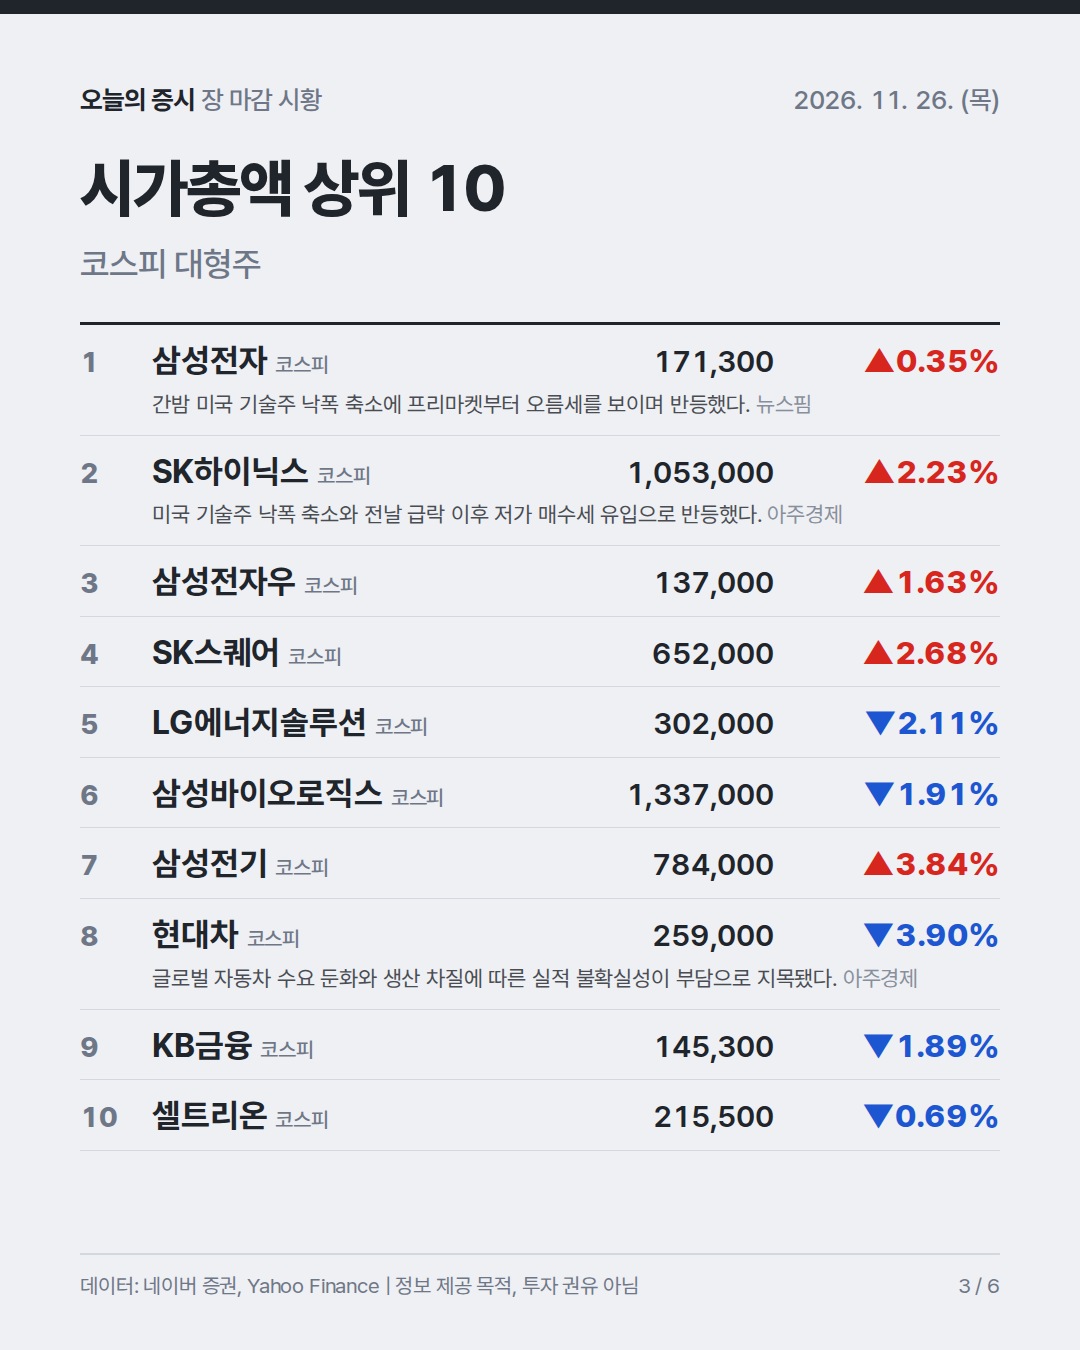 오늘의 증시 장 마감 시황 2026. 11. 26. (목)
시가총액 상위 10
코스피 대형주
1 삼성전자 코스피 171,300 ▲0.35%
간밤 미국 기술주 낙폭 축소에 프리마켓부터 오름세를 보이며 반등했다. 뉴스핌
2 SK하이닉스 코스피 1,053,000 ▲2.23%
미국 기술주 낙폭 축소와 전날 급락 이후 저가 매수세 유입으로 반등했다. 아주경제
3 삼성전자우 코스피 137,000 ▲1.63%
4 SK스퀘어 코스피 652,000 ▲2.68%
5 LG에너지솔루션 코스피 302,000 ▼2.11%
6 삼성바이오로직스 코스피 1,337,000 ▼1.91%
7 삼성전기 코스피 784,000 ▲3.84%
8 현대차 코스피 259,000 ▼3.90%
글로벌 자동차 수요 둔화와 생산 차질에 따른 실적 불확실성이 부담으로 지목됐다. 아주경제
9 KB금융 코스피 145,300 ▼1.89%
10 셀트리온 코스피 215,500 ▼0.69%
데이터: 네이버 증권, Yahoo Finance | 정보 제공 목적, 투자 권유 아님 3 / 6